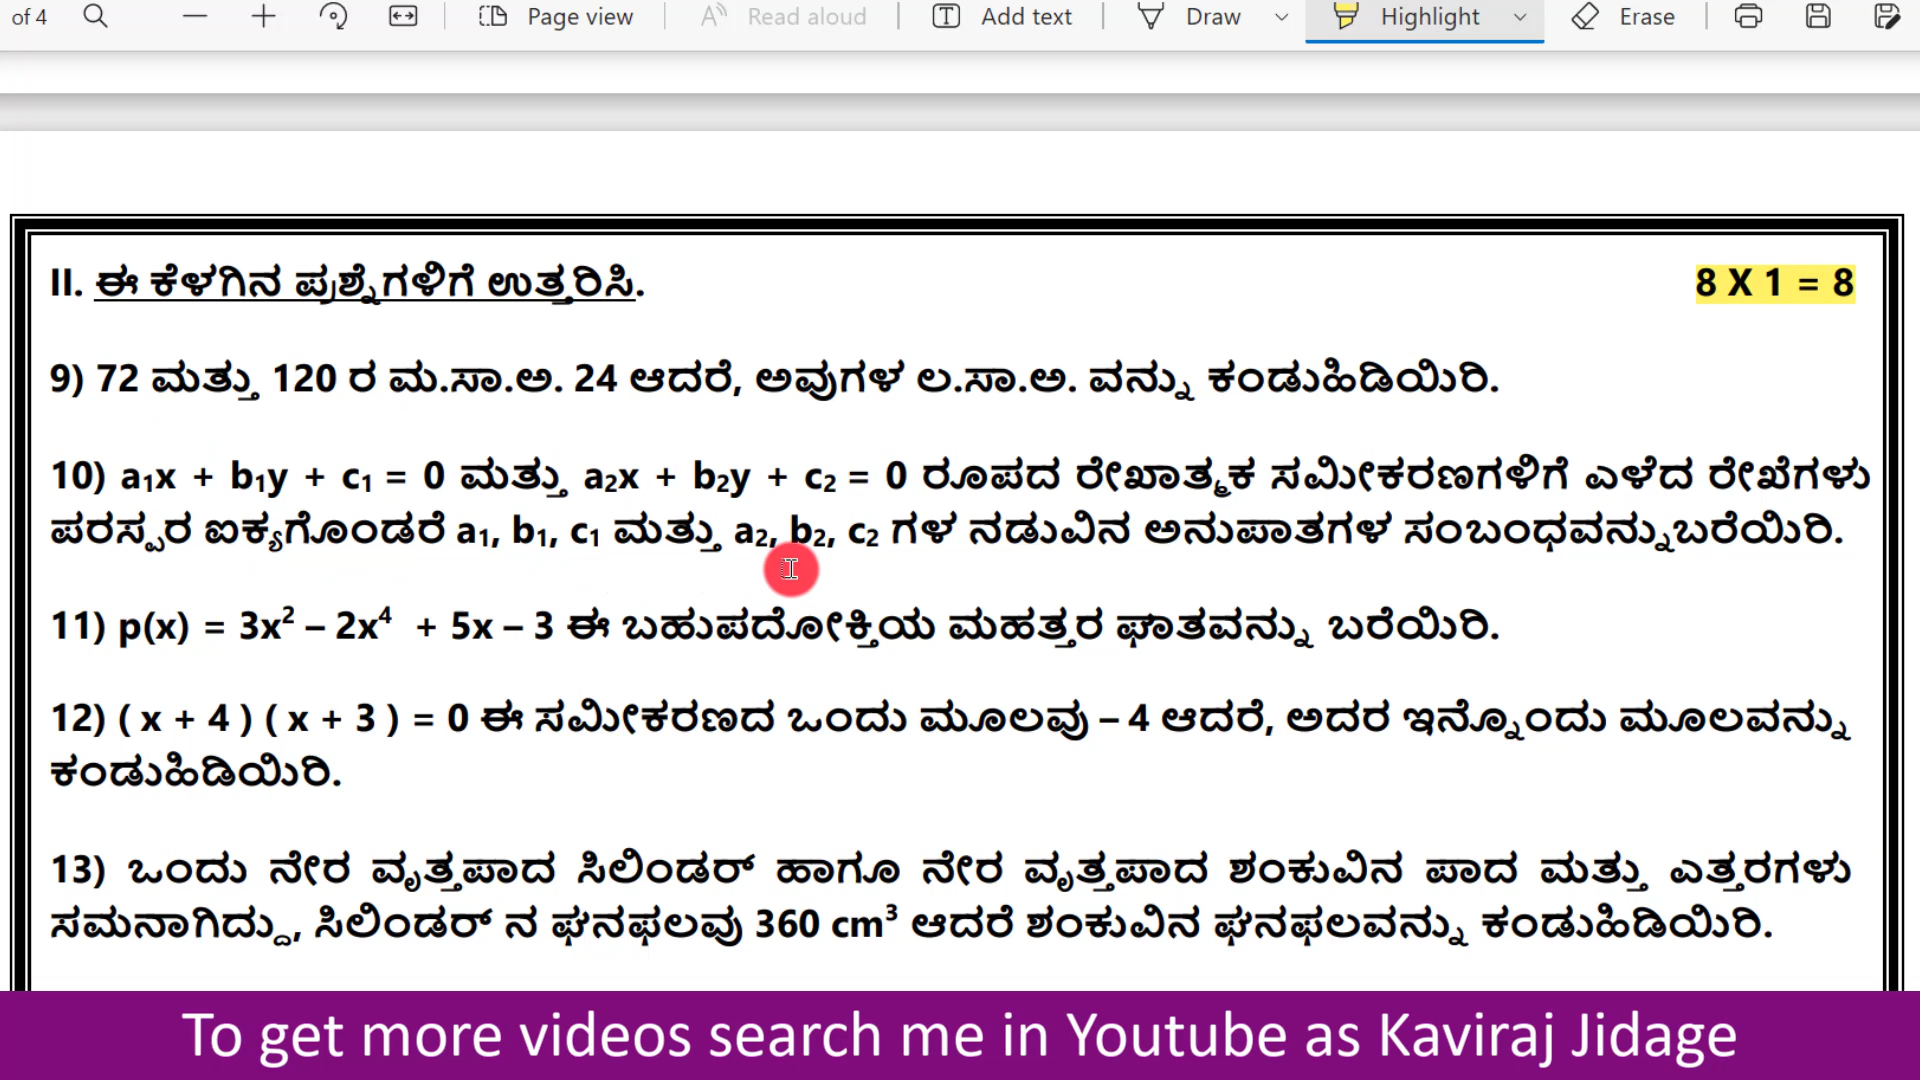 of 4 Page view Read aloud Add text Draw Highlight Erase
II. ಈ ಕೆಳಗಿನ ಪ್ರಶ್ನೆಗಳಿಗೆ ಉತ್ತರಿಸಿ. 8 X 1 = 8
9) 72 ಮತ್ತು 120 ರ ಮ.ಸಾ.ಅ. 24 ಆದರೆ, ಅವುಗಳ ಲ.ಸಾ.ಅ. ವನ್ನು ಕಂಡುಹಿಡಿಯಿರಿ.
10) a₁x + b₁y + c₁ = 0 ಮತ್ತು a₂x + b₂y + c₂ = 0 ರೂಪದ ರೇಖಾತ್ಮಕ ಸಮೀಕರಣಗಳಿಗೆ ಎಳೆದ ರೇಖೆಗಳು
ಪರಸ್ಪರ ಐಕ್ಯಗೊಂಡರೆ a₁, b₁, c₁ ಮತ್ತು a₂, b₂, c₂ ಗಳ ನಡುವಿನ ಅನುಪಾತಗಳ ಸಂಬಂಧವನ್ನು ಬರೆಯಿರಿ.
11) p(x) = 3x² – 2x⁴ + 5x – 3 ಈ ಬಹುಪದೋಕ್ತಿಯ ಮಹತ್ತರ ಘಾತವನ್ನು ಬರೆಯಿರಿ.
12) ( x + 4 ) ( x + 3 ) = 0 ಈ ಸಮೀಕರಣದ ಒಂದು ಮೂಲವು – 4 ಆದರೆ, ಅದರ ಇನ್ನೊಂದು ಮೂಲವನ್ನು
ಕಂಡುಹಿಡಿಯಿರಿ.
13) ಒಂದು ನೇರ ವೃತ್ತಪಾದ ಸಿಲಿಂಡರ್ ಹಾಗೂ ನೇರ ವೃತ್ತಪಾದ ಶಂಕುವಿನ ಪಾದ ಮತ್ತು ಎತ್ತರಗಳು
ಸಮನಾಗಿದ್ದು, ಸಿಲಿಂಡರ್ ನ ಘನಫಲವು 360 cm³ ಆದರೆ ಶಂಕುವಿನ ಘನಫಲವನ್ನು ಕಂಡುಹಿಡಿಯಿರಿ.
To get more videos search me in Youtube as Kaviraj Jidage